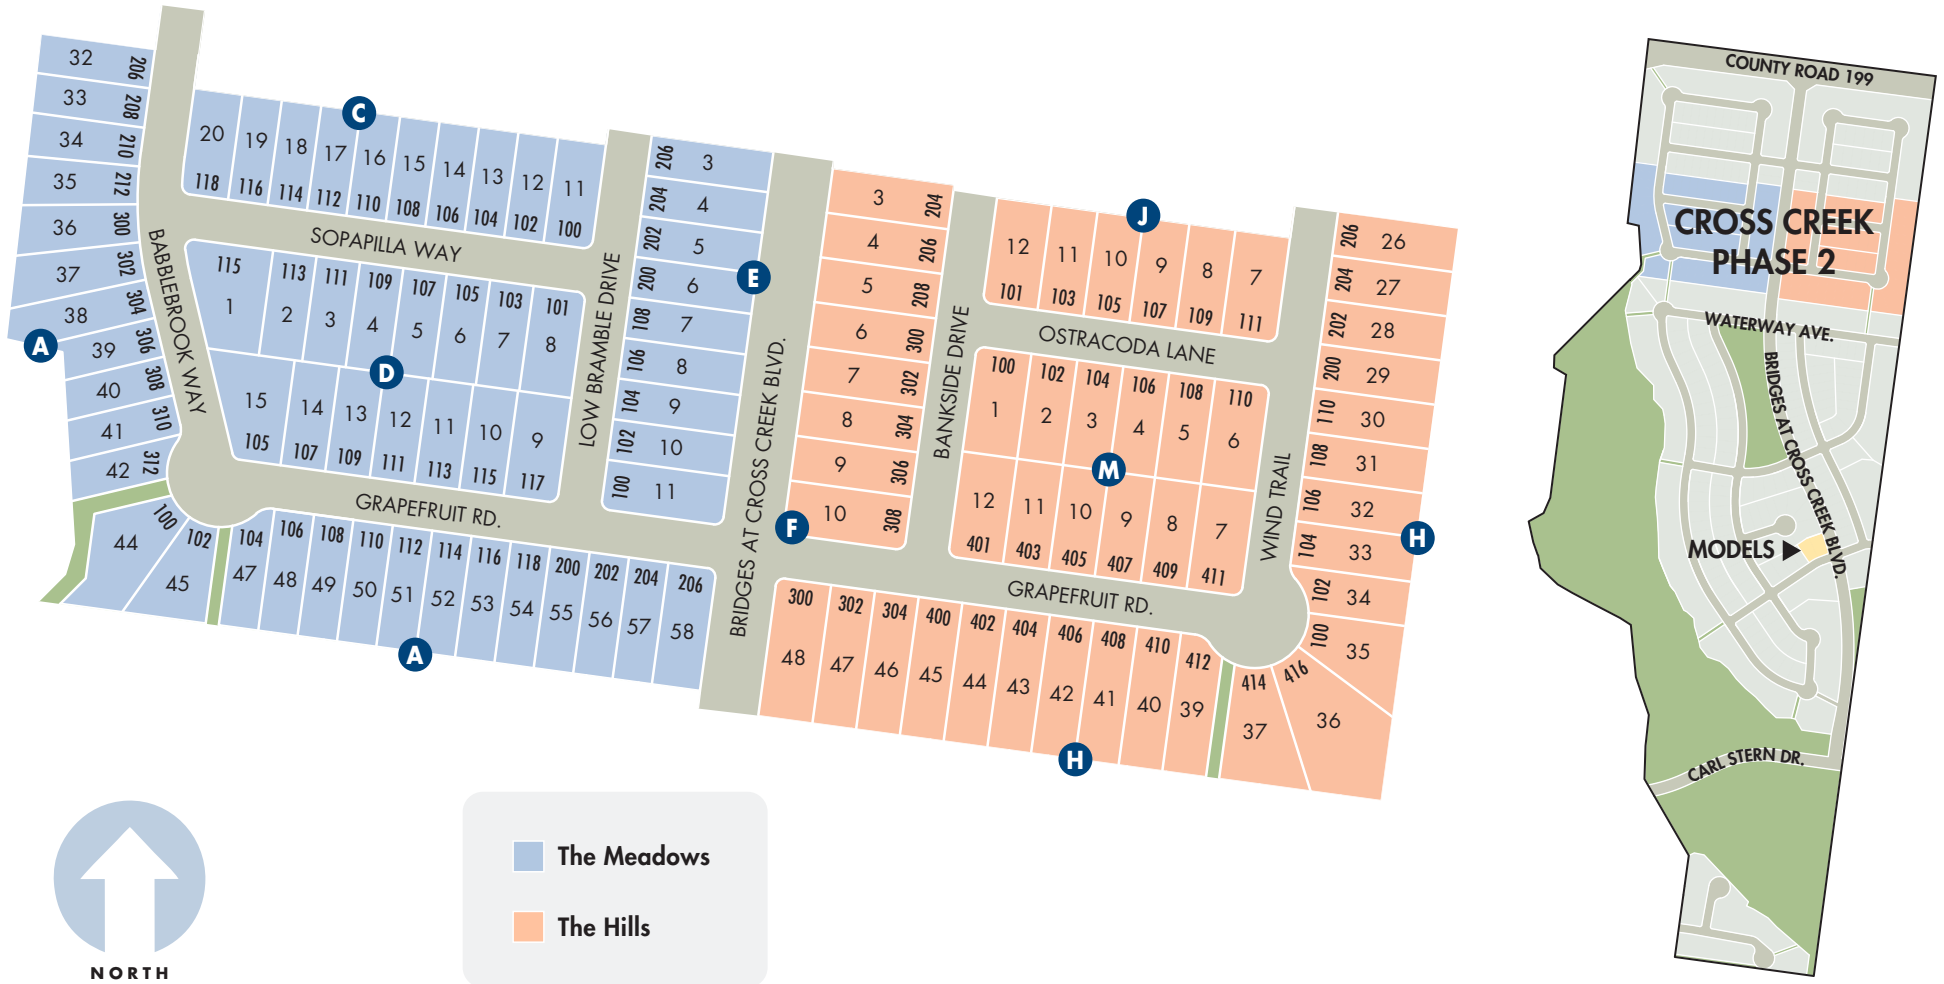 32 206
33 208
34 210
35 212
36 300
37 302
38 304
39 306
40 308
41 310
42 312
A
BABBLEBROOK WAY
C
20 19 18 17 16 15 14 13 12 11
118 116 114 112 110 108 106 104 102 100
SOPAPILLA WAY
115 113 111 109 107 105 103 101
1 2 3 4 5 6 7 8
D
15 14 13 12 11 10 9
105 107 109 111 113 115 117
LOW BRAMBLE DRIVE
206 3
204 4
202 5
200 6
108 7
106 8
104 9
102 10
100 11
E
GRAPEFRUIT RD.
100 102 104 106 108 110 112 114 116 118 200 202 204 206
44 45 47 48 49 50 51 52 53 54 55 56 57 58
A
BRIDGES AT CROSS CREEK BLVD.
3 204
4 206
5 208
6 300
7 302
8 304
9 306
10 308
F
BANKSIDE DRIVE
J
12 11 10 9 8 7
101 103 105 107 109 111
OSTRACODA LANE
100 102 104 106 108 110
1 2 3 4 5 6
M
12 11 10 9 8 7
401 403 405 407 409 411
WIND TRAIL
206 26
204 27
202 28
200 29
110 30
108 31
106 32
104 33
102 34
100 35
H
GRAPEFRUIT RD.
300 302 304 400 402 404 406 408 410 412 414 416
48 47 46 45 44 43 42 41 40 39 37 36
H
NORTH
The Meadows
The Hills
COUNTY ROAD 199
CROSS CREEK
PHASE 2
WATERWAY AVE.
BRIDGES AT CROSS CREEK BLVD.
MODELS
CARL STERN DR.